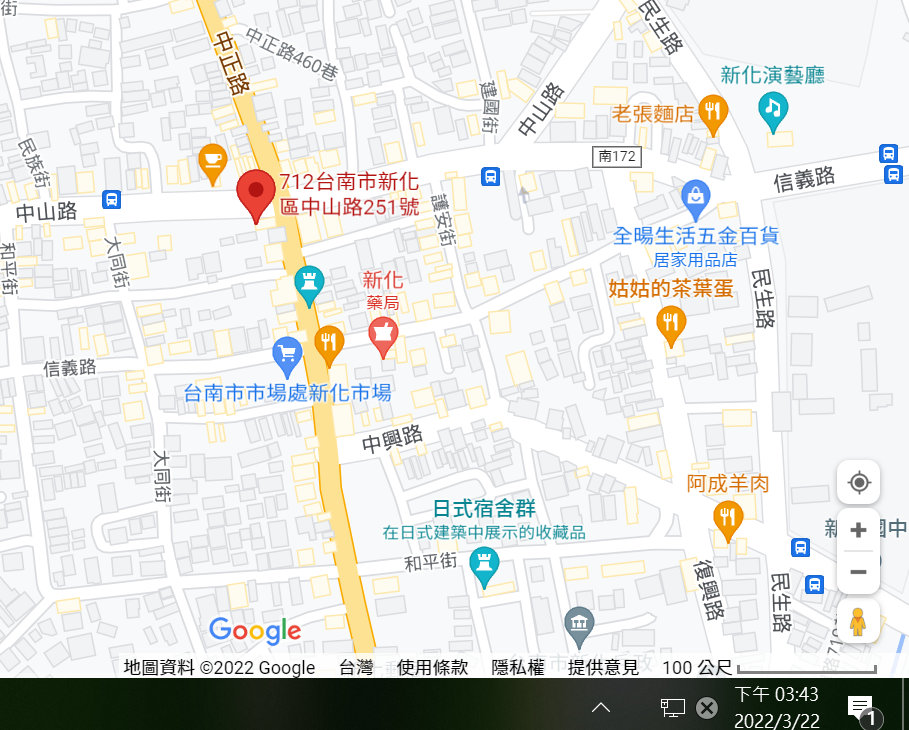 街
民生路
中正路
中正路460巷
新化演藝廳
建國街
中山路
老張麵店
民族街
南172
信義路
712台南市新化
區中山路251號
中山路
護安街
大同街
全暘生活五金百貨
居家用品店
和平街
新化
藥局
民生路
姑姑的茶葉蛋
信義路
台南市市場處新化市場
中興路
大同街
阿成羊肉
日式宿舍群
在日式建築中展示的收藏品
新
國中
和平街
復興路
民生路
Google
地圖資料 ©2022 Google 台灣 使用條款 隱私權 提供意見 100 公尺
下午 03:43
2022/3/22
1